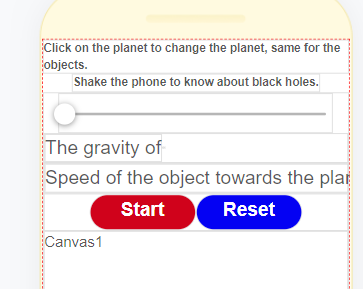 Click on the planet to change the planet, same for the
objects.
Shake the phone to know about black holes.
The gravity of
Speed of the object towards the
Start Reset
Canvas1